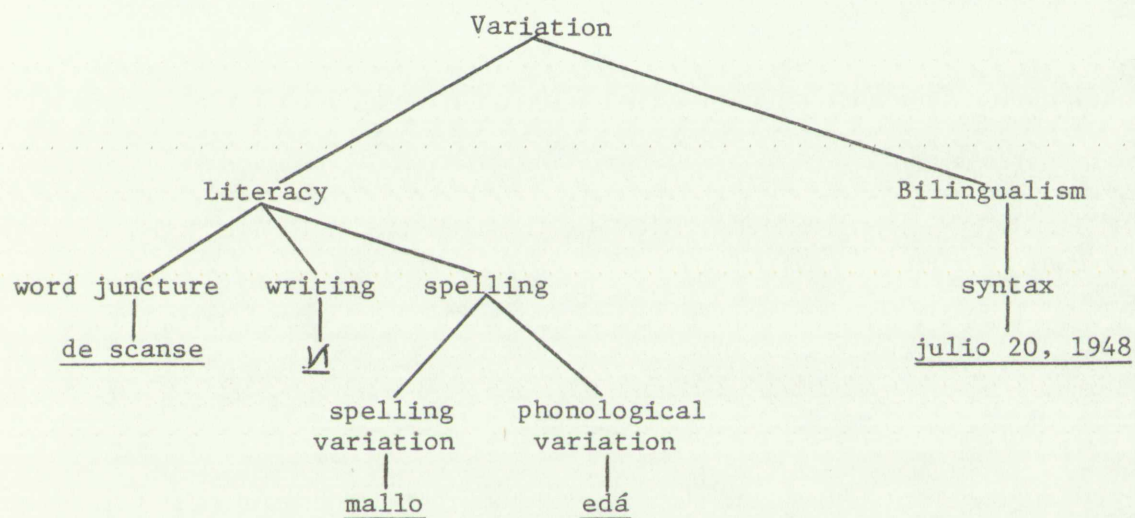 Variation
Literacy Bilingualism
word juncture writing spelling syntax
de scanse И julio 20, 1948
spelling phonological
variation variation
mallo edá